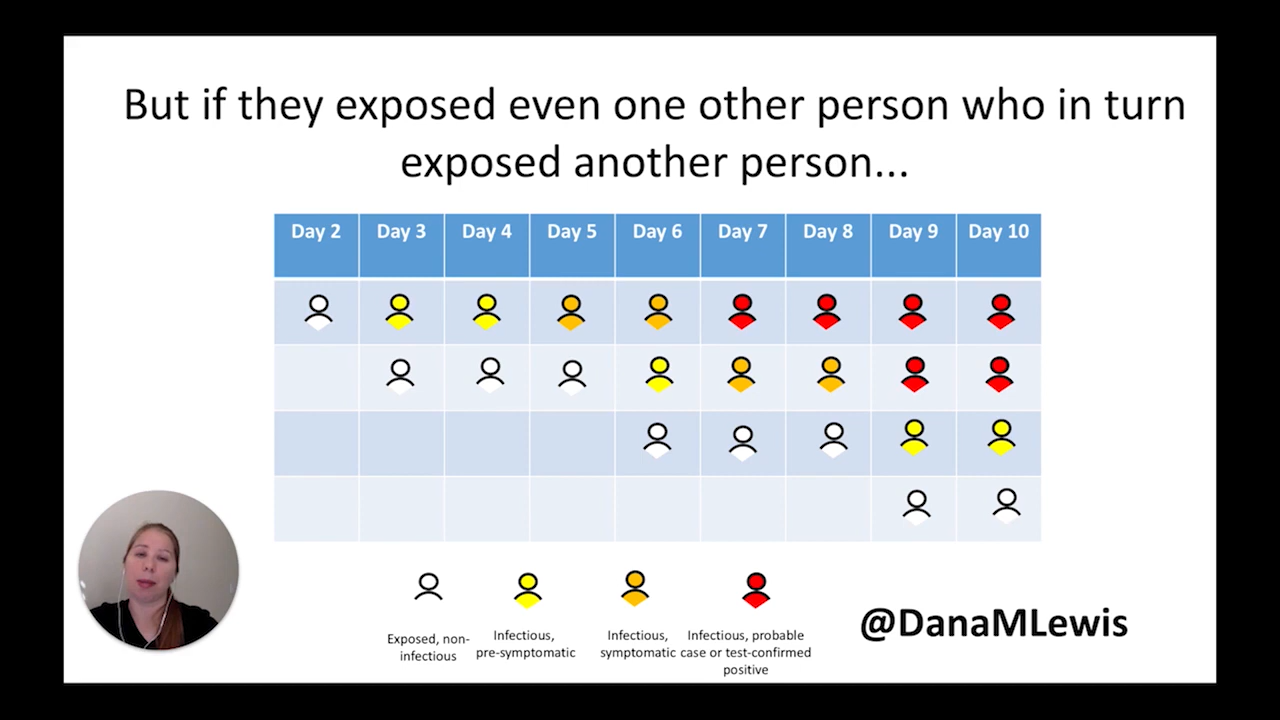 But if they exposed even one other person who in turn
exposed another person...
Day 2 Day 3 Day 4 Day 5 Day 6 Day 7 Day 8 Day 9 Day 10
Exposed, non-
infectious
Infectious,
pre-symptomatic
Infectious,
symptomatic
Infectious, probable
case or test-confirmed
positive
@DanaMLewis